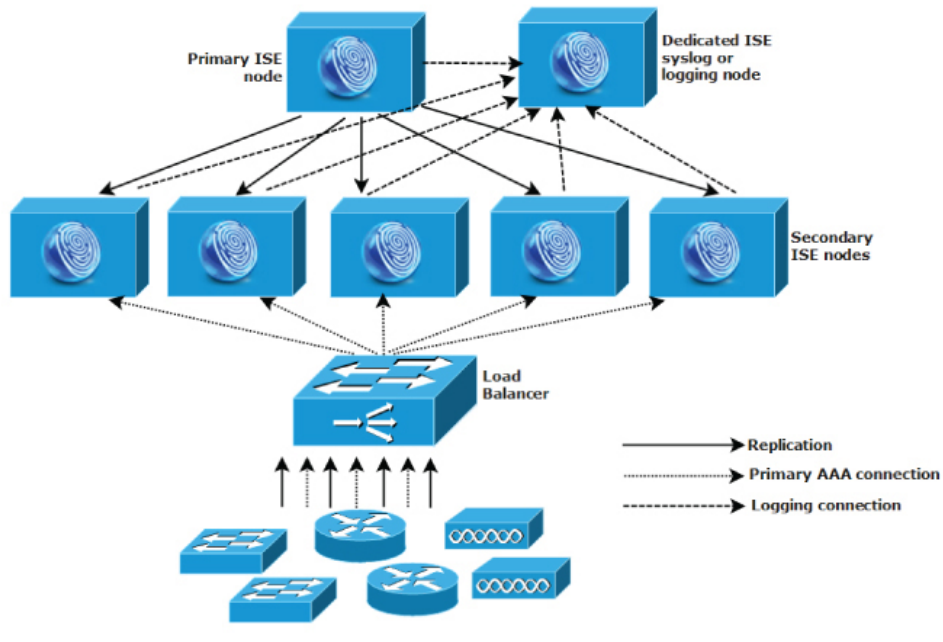 Primary ISE
node
Dedicated ISE
syslog or
logging node
Secondary
ISE nodes
Load
Balancer
Replication
Primary AAA connection
Logging connection